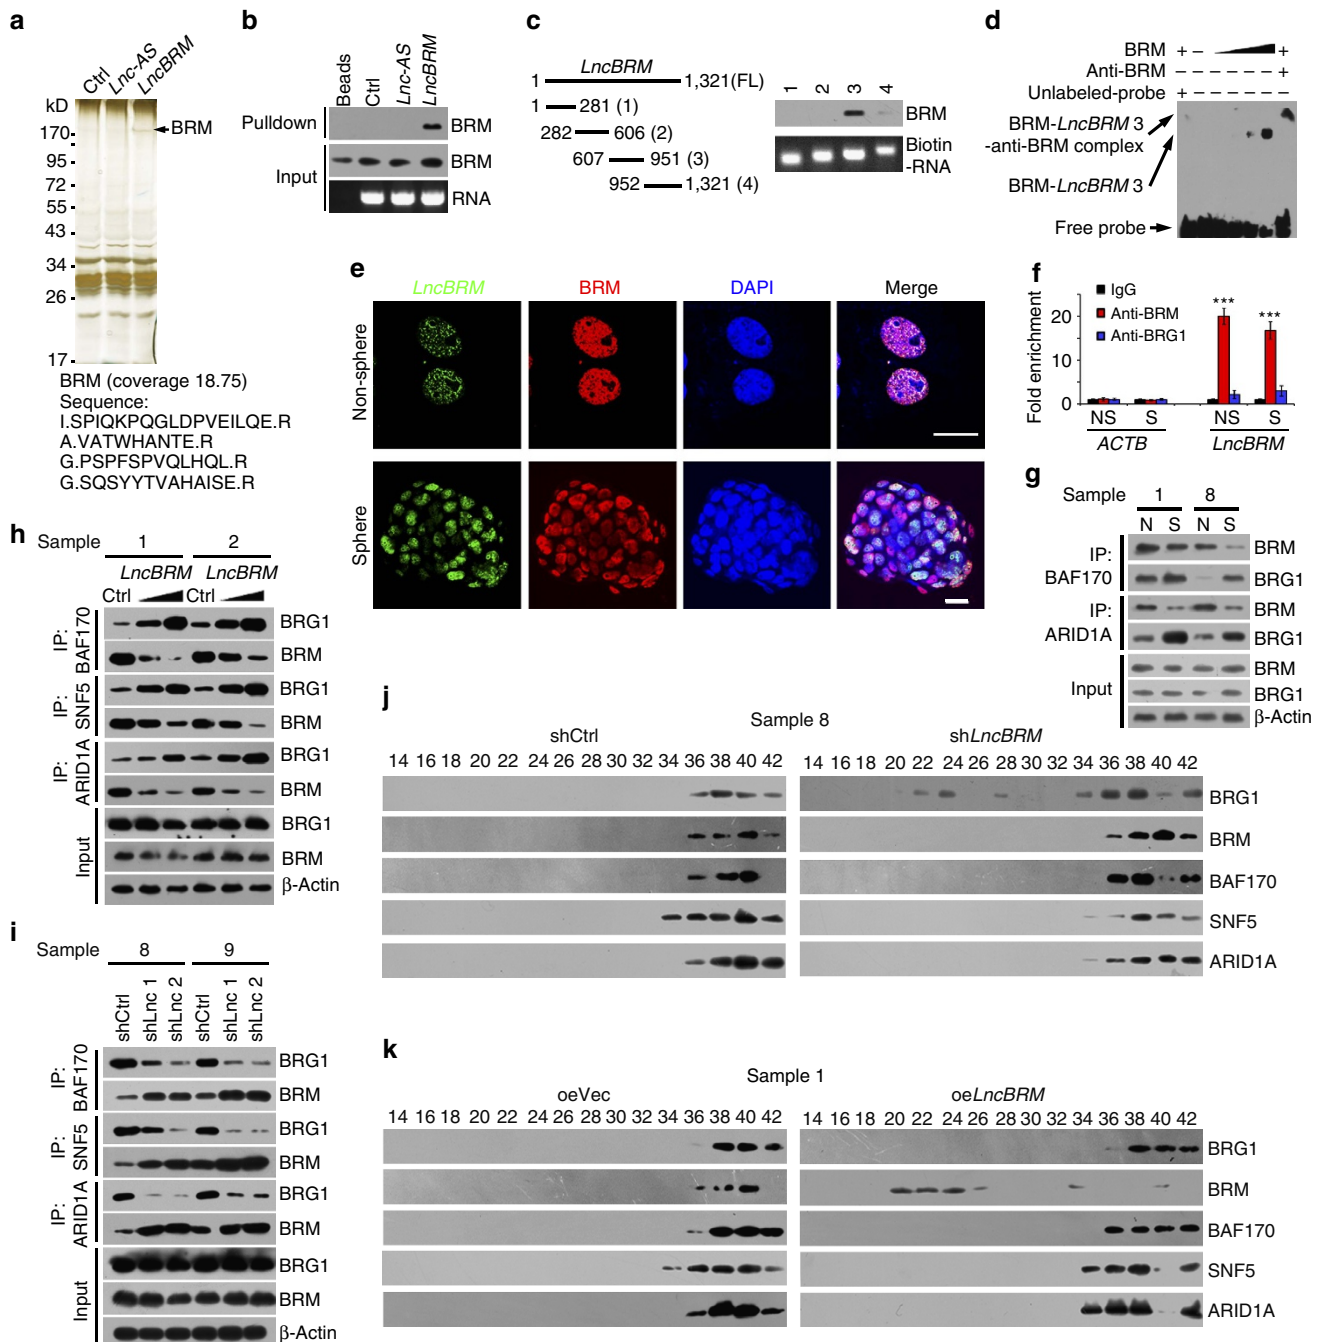 a
Ctrl
Lnc-AS
LncBRM
kD
170
95
72
55
43
34
26
17
BRM
BRM (coverage 18.75)
Sequence:
I.SPIQKPQGLDPVEILQE.R
A.VATWHANTE.R
G.PSPFSPVQLHQL.R
G.SQSYYTVAHAISE.R
b
Beads
Ctrl
Lnc-AS
LncBRM
Pulldown
BRM
Input
BRM
RNA
c
LncBRM
1 1,321(FL)
1 281 (1)
282 606 (2)
607 951 (3)
952 1,321 (4)
1 2 3 4
BRM
Biotin
-RNA
d
BRM + − +
Anti-BRM − − − − − − − +
Unlabeled-probe + − − − − − − −
BRM-LncBRM 3
-anti-BRM complex
BRM-LncBRM 3
Free probe
e
LncBRM BRM DAPI Merge
Non-sphere
Sphere
f
Fold enrichment
20
10
0
IgG
Anti-BRM
Anti-BRG1
*** ***
NS S NS S
ACTB LncBRM
g
Sample 1 8
N S N S
IP:
BAF170
BRM
BRG1
IP:
ARID1A
BRM
BRG1
Input
BRM
BRG1
β-Actin
h
Sample 1 2
LncBRM LncBRM
Ctrl Ctrl
IP:
BAF170
BRG1
BRM
IP:
SNF5
BRG1
BRM
IP:
ARID1A
BRG1
BRM
Input
BRG1
BRM
β-Actin
i
Sample 8 9
shCtrl
shLnc 1
shLnc 2
shCtrl
shLnc 1
shLnc 2
IP:
BAF170
BRG1
BRM
IP:
SNF5
BRG1
BRM
IP:
ARID1A
BRG1
BRM
Input
BRG1
BRM
β-Actin
j
Sample 8
shCtrl shLncBRM
14 16 18 20 22 24 26 28 30 32 34 36 38 40 42 14 16 18 20 22 24 26 28 30 32 34 36 38 40 42
BRG1
BRM
BAF170
SNF5
ARID1A
k
Sample 1
oeVec oeLncBRM
14 16 18 20 22 24 26 28 30 32 34 36 38 40 42 14 16 18 20 22 24 26 28 30 32 34 36 38 40 42
BRG1
BRM
BAF170
SNF5
ARID1A